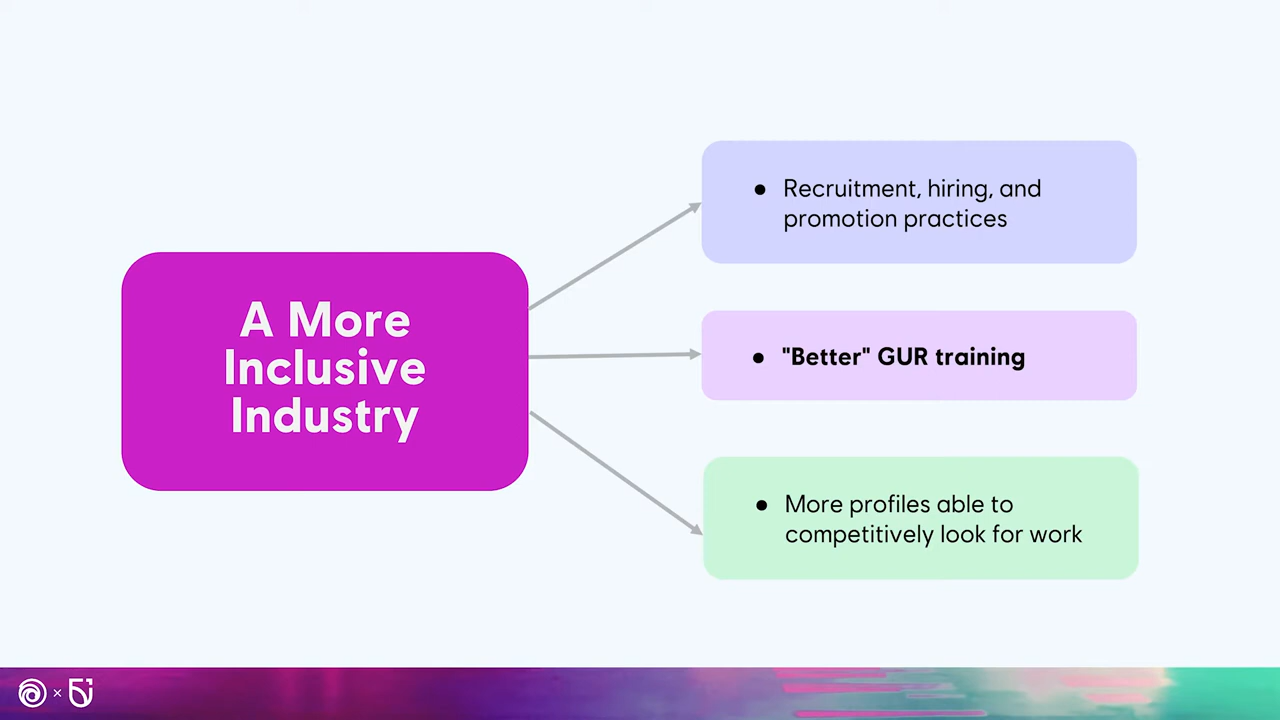 A More
Inclusive
Industry
● Recruitment, hiring, and
promotion practices
● "Better" GUR training
● More profiles able to
competitively look for work
×